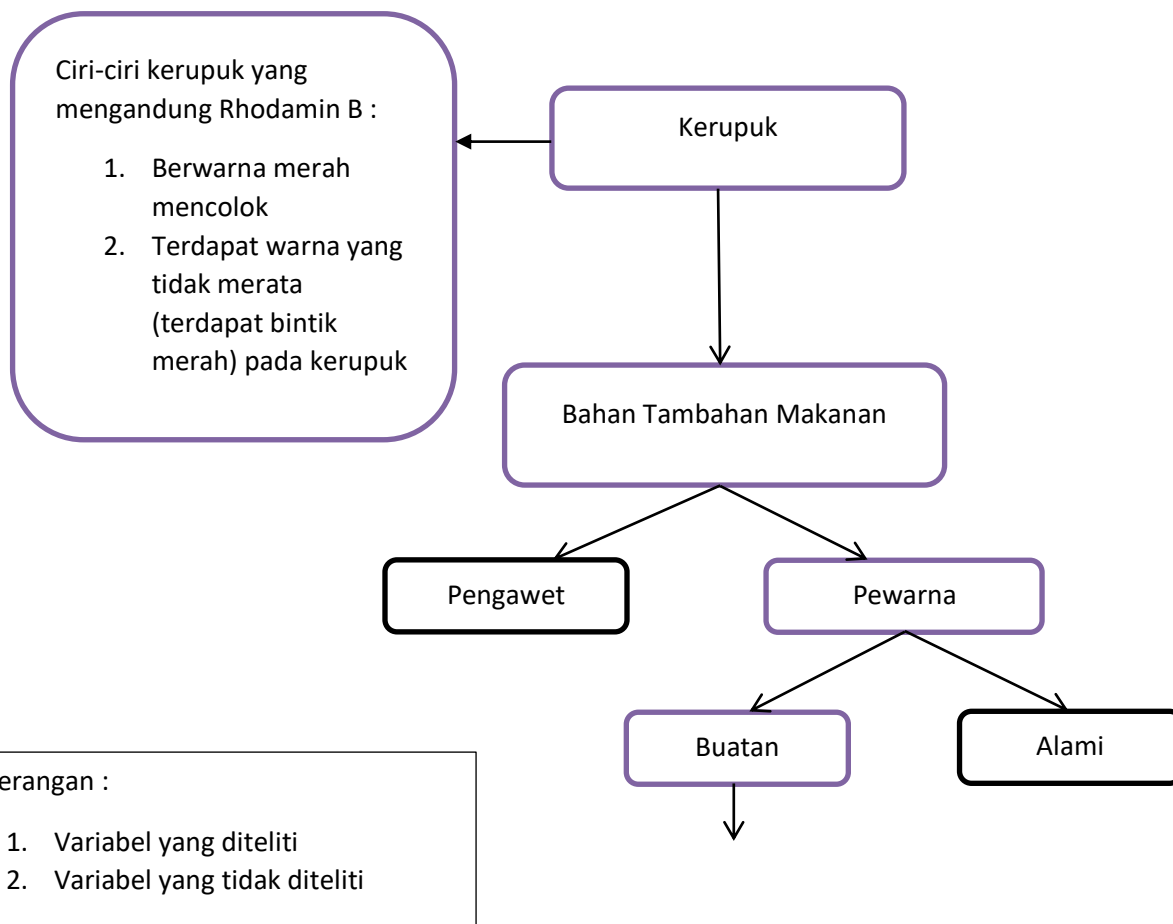 Ciri-ciri kerupuk yang
mengandung Rhodamin B :
1. Berwarna merah
mencolok
2. Terdapat warna yang
tidak merata
(terdapat bintik
merah) pada kerupuk
Kerupuk
Bahan Tambahan Makanan
Pengawet
Pewarna
Buatan
Alami
erangan :
1. Variabel yang diteliti
2. Variabel yang tidak diteliti